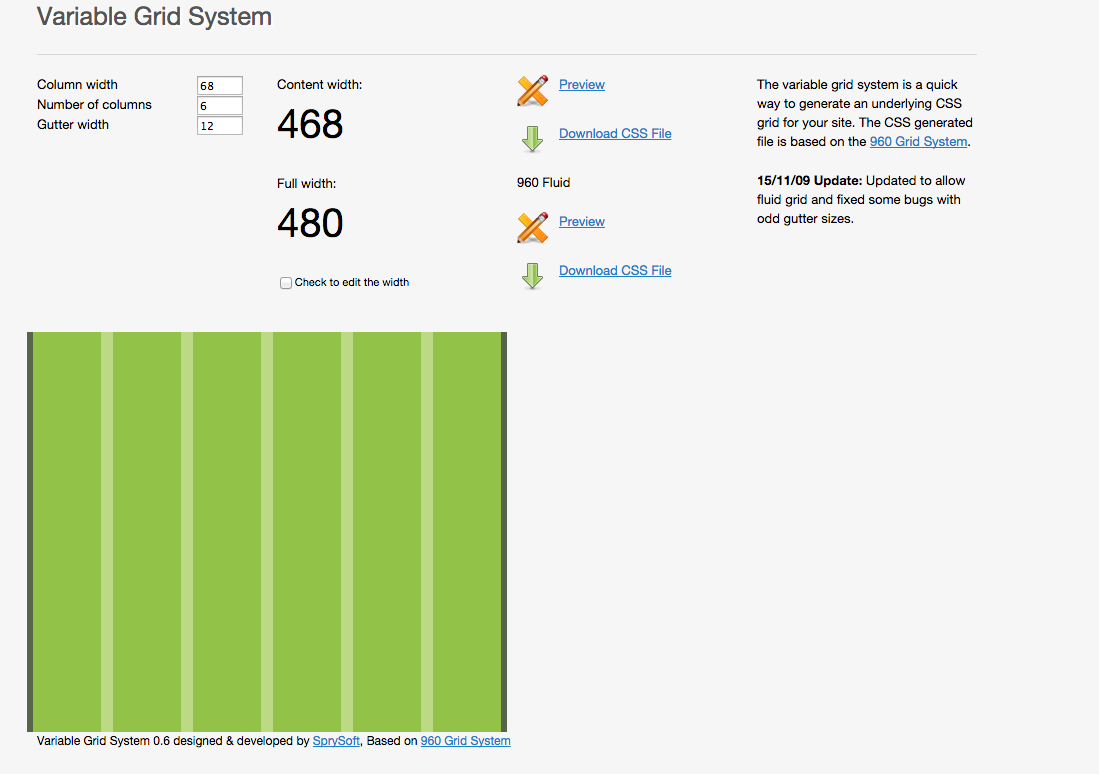 Variable Grid System
Column width 68
Number of columns 6
Gutter width 12
Content width:
468
Full width:
480
Check to edit the width
Preview
Download CSS File
960 Fluid
Preview
Download CSS File
The variable grid system is a quick
way to generate an underlying CSS
grid for your site. The CSS generated
file is based on the 960 Grid System.
15/11/09 Update: Updated to allow
fluid grid and fixed some bugs with
odd gutter sizes.
Variable Grid System 0.6 designed & developed by SprySoft, Based on 960 Grid System